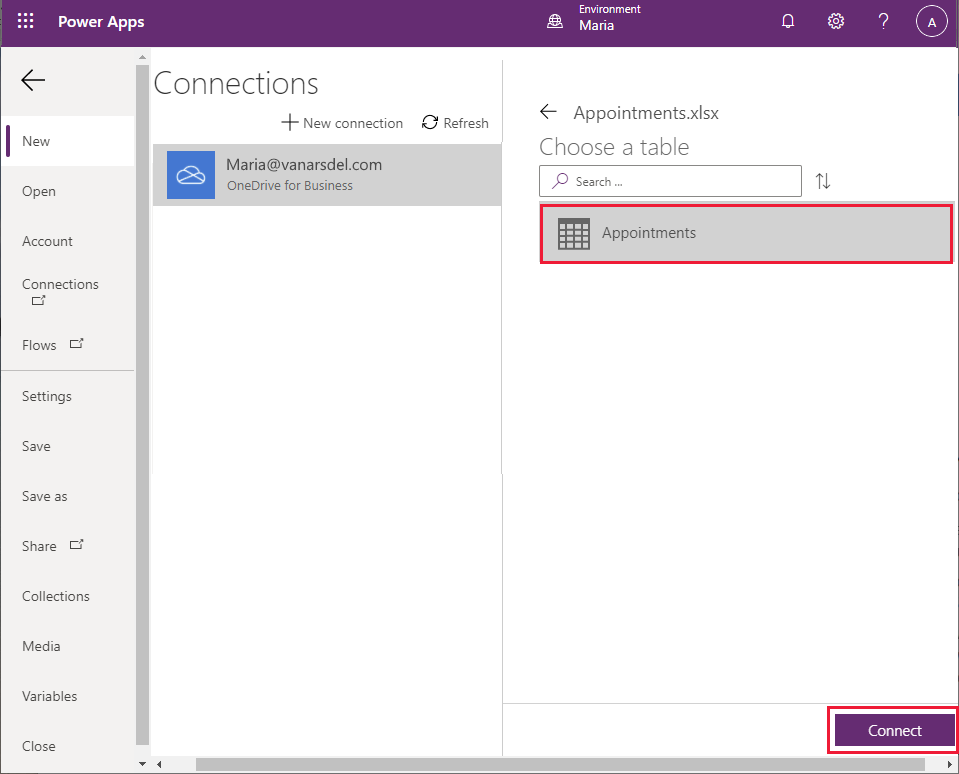 Power Apps
Environment
Maria
?
A
New
Open
Account
Connections
Flows
Settings
Save
Save as
Share
Collections
Media
Variables
Close
Connections
New connection
Refresh
Maria@vanarsdel.com
OneDrive for Business
Appointments.xlsx
Choose a table
Search ...
Appointments
Connect